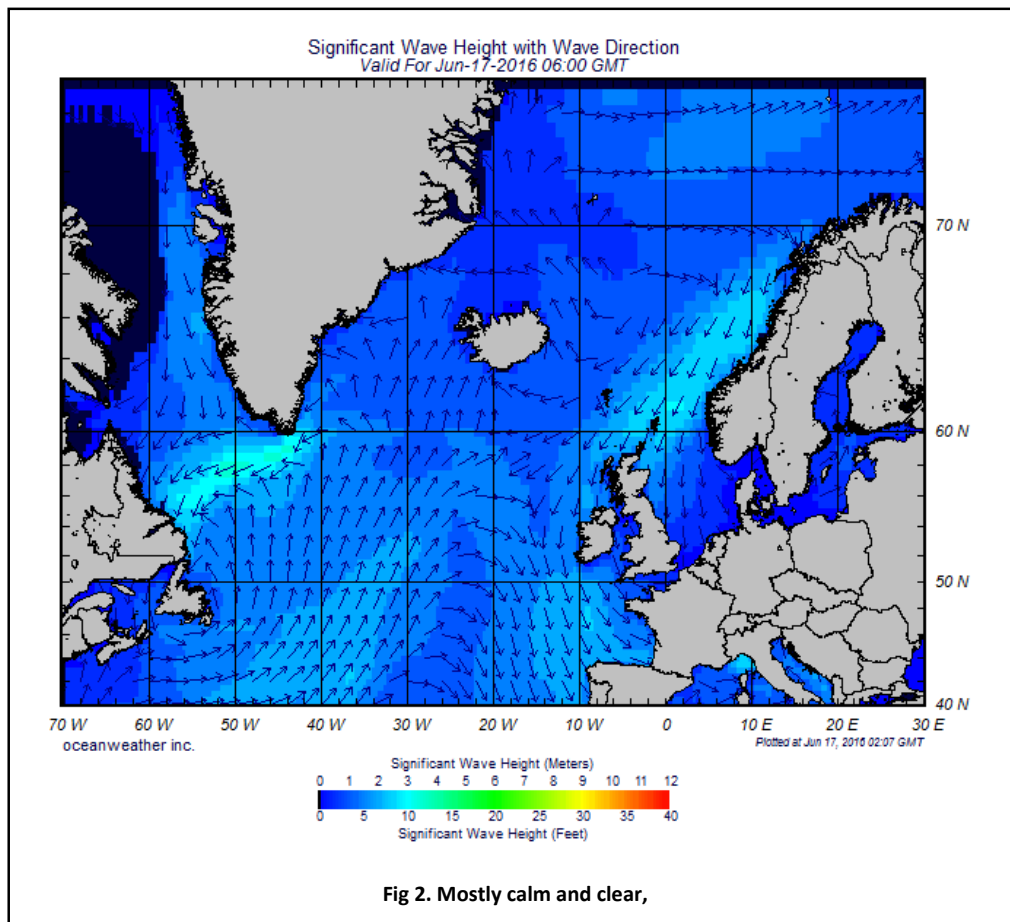 Significant Wave Height with Wave Direction
Valid For Jun-17-2016 06:00 GMT
70 N
60 N
50 N
40 N
70 W 60 W 50 W 40 W 30 W 20 W 10 W 0 10 E 20 E 30 E
oceanweather inc.
Plotted at Jun 17, 2016 02:07 GMT
Significant Wave Height (Meters)
0 1 2 3 4 5 6 7 8 9 10 11 12
0 5 10 15 20 25 30 35 40
Significant Wave Height (Feet)
Fig 2. Mostly calm and clear,